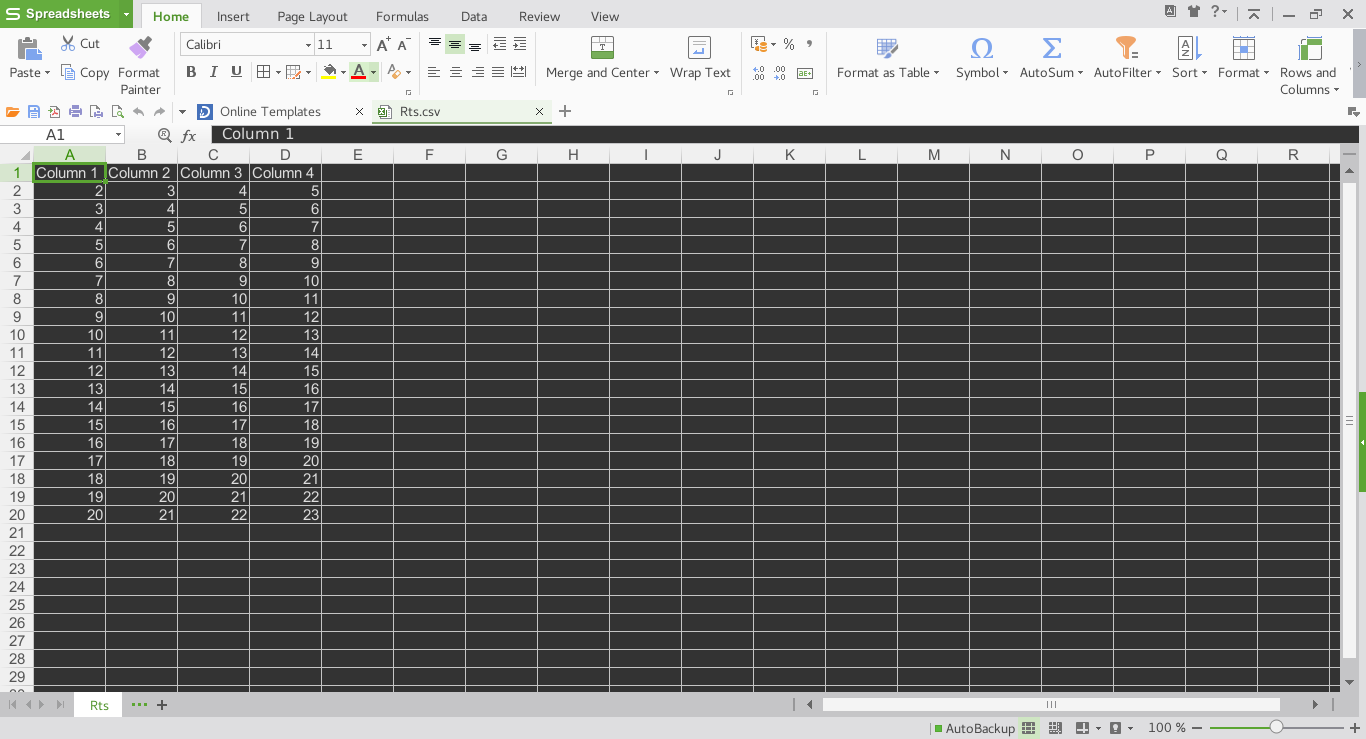 Spreadsheets Home Insert Page Layout Formulas Data Review View
Cut Calibri 11
Paste Copy Format Painter B I U A Merge and Center Wrap Text Format as Table Symbol AutoSum AutoFilter Sort Format Rows and Columns
Online Templates Rts.csv
A1 fx Column 1
A B C D E F G H I J K L M N O P Q R
1 Column 1 Column 2 Column 3 Column 4
2 2 3 4 5
3 3 4 5 6
4 4 5 6 7
5 5 6 7 8
6 6 7 8 9
7 7 8 9 10
8 8 9 10 11
9 9 10 11 12
10 10 11 12 13
11 11 12 13 14
12 12 13 14 15
13 13 14 15 16
14 14 15 16 17
15 15 16 17 18
16 16 17 18 19
17 17 18 19 20
18 18 19 20 21
19 19 20 21 22
20 20 21 22 23
21
22
23
24
25
26
27
28
29
Rts
AutoBackup 100 %